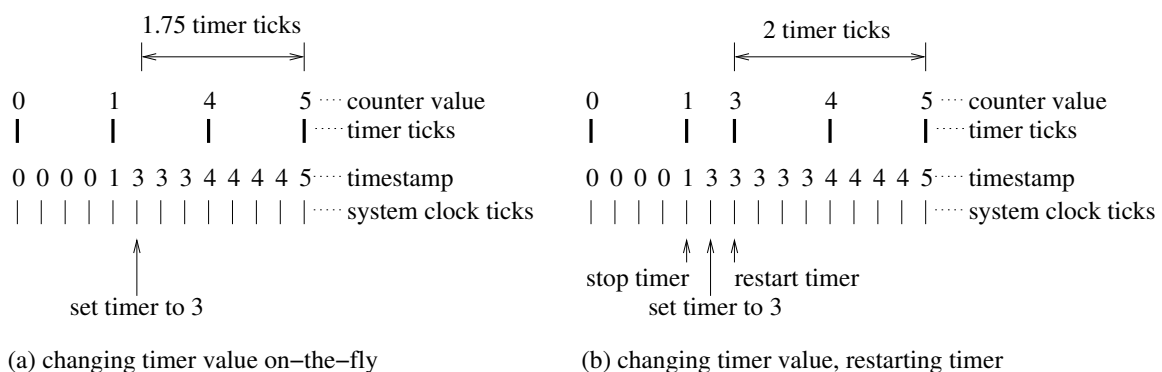 1.75 timer ticks
0 1 4 5 counter value
timer ticks
0 0 0 0 1 3 3 3 4 4 4 4 5 timestamp
system clock ticks
set timer to 3
(a) changing timer value on−the−fly
2 timer ticks
0 1 3 4 5 counter value
timer ticks
0 0 0 0 1 3 3 3 3 3 4 4 4 4 5 timestamp
system clock ticks
stop timer restart timer
set timer to 3
(b) changing timer value, restarting timer